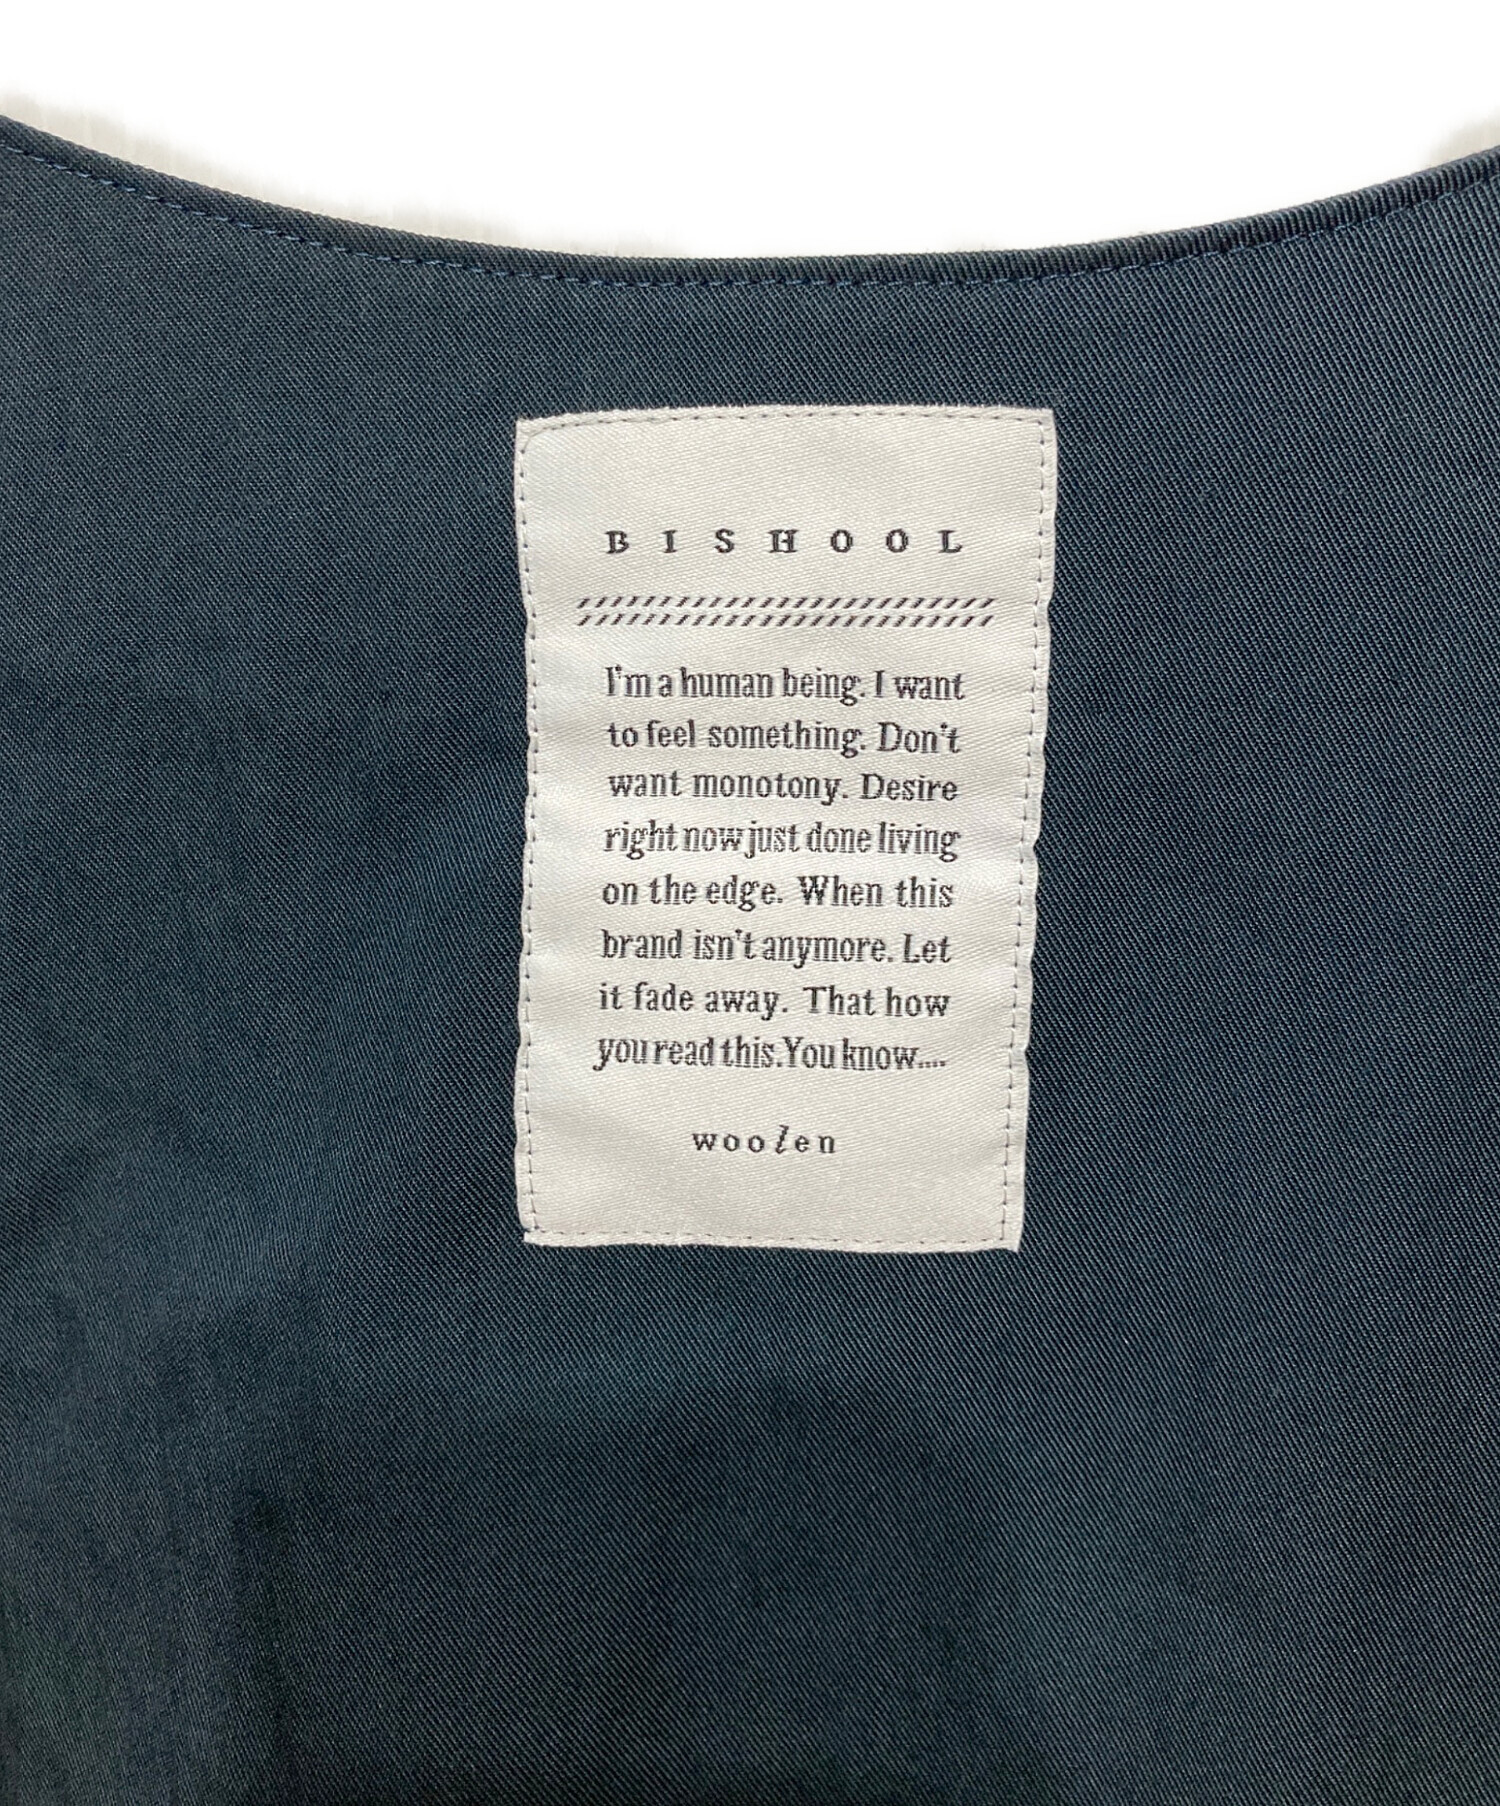 BISHOOL
I'm a human being. I want
to feel something. Don't
want monotony. Desire
right now just done living
on the edge. When this
brand isn't anymore. Let
it fade away. That how
you read this. You know....
woolen